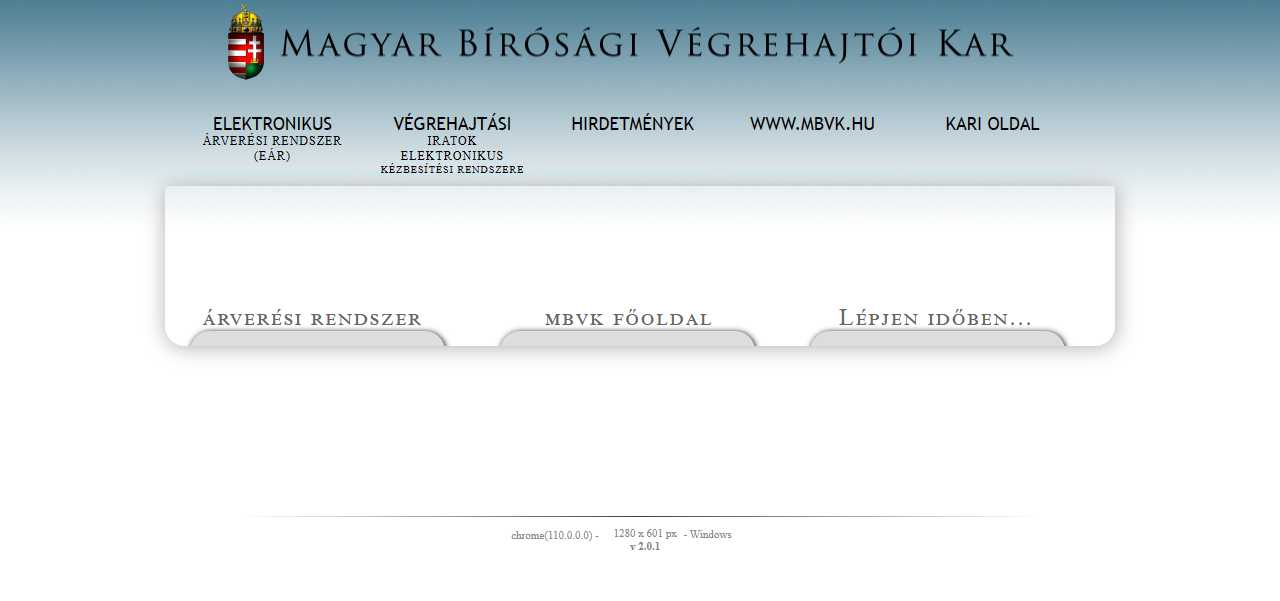 Magyar Bírósági Végrehajtói Kar
ELEKTRONIKUS
ÁRVERÉSI RENDSZER
(EÁR)
VÉGREHAJTÁSI
IRATOK
ELEKTRONIKUS
KÉZBESÍTÉSI RENDSZERE
HIRDETMÉNYEK
WWW.MBVK.HU
KARI OLDAL
árverési rendszer
mbvk főoldal
Lépjen időben...
chrome(110.0.0.0) - 1280 x 601 px - Windows
v 2.0.1